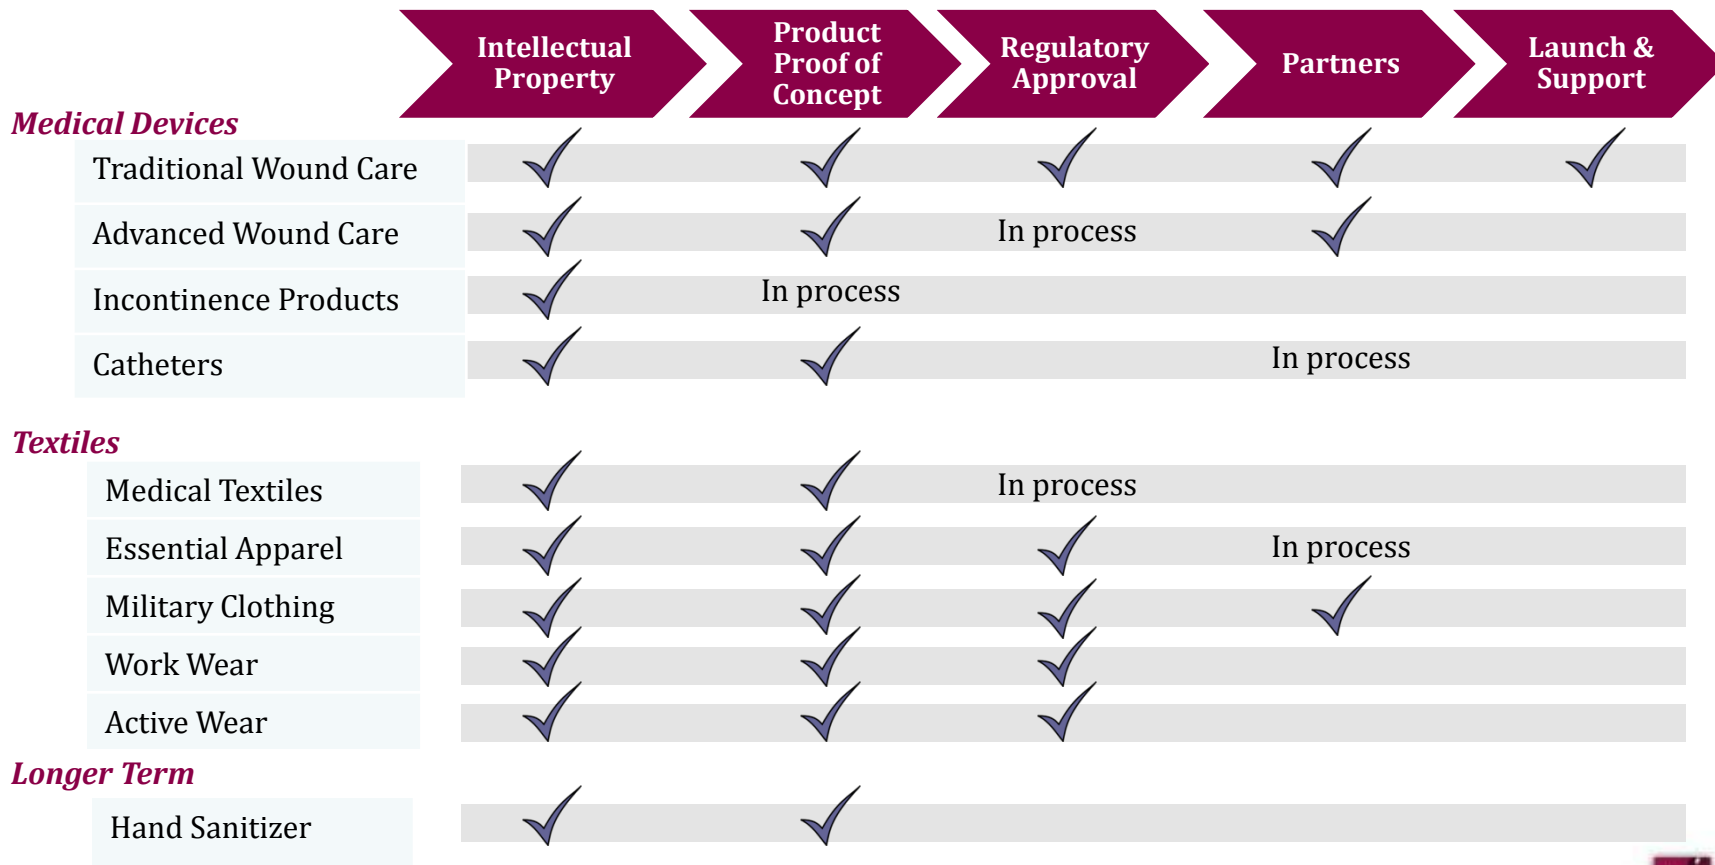 Intellectual
Property
Product
Proof of
Concept
Regulatory
Approval
Partners
Launch &
Support
Medical Devices
Traditional Wound Care
Advanced Wound Care
In process
Incontinence Products
In process
Catheters
In process
Textiles
Medical Textiles
In process
Essential Apparel
In process
Military Clothing
Work Wear
Active Wear
Longer Term
Hand Sanitizer